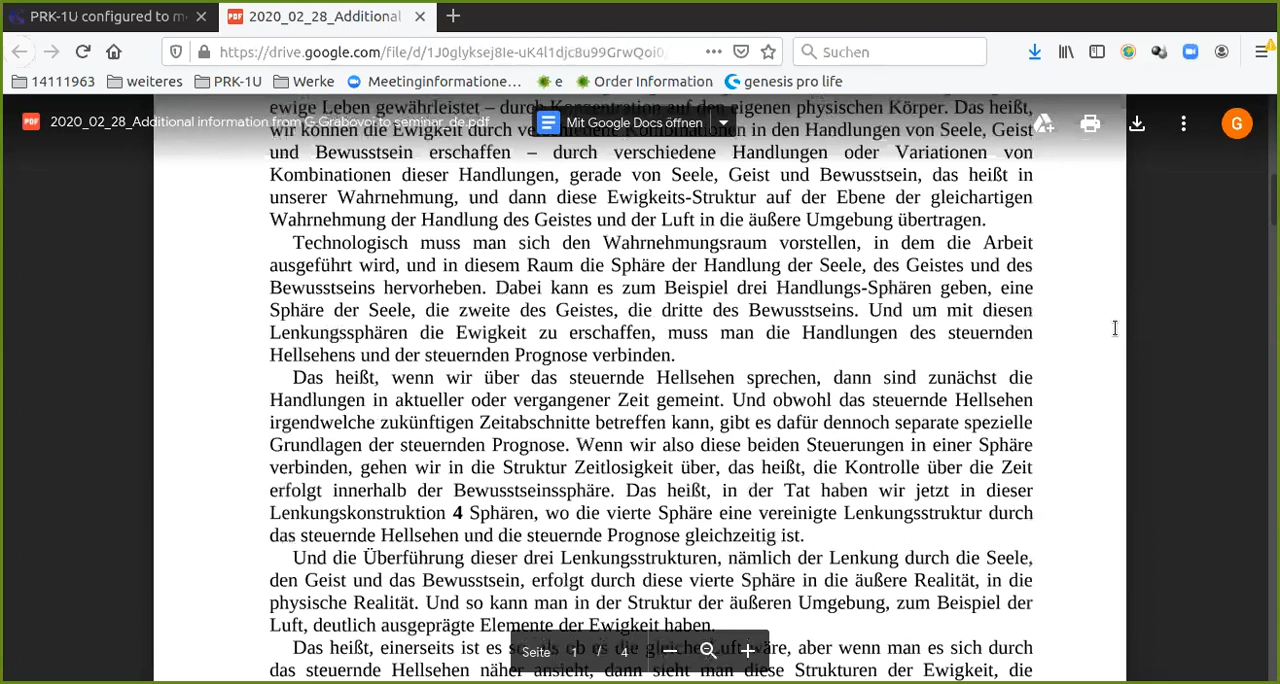 PRK-1U configured to m
2020_02_28_Additional
https://drive.google.com/file/d/1J0glyksej8Ie-uK4l1djcBu99GrwQoi0
Suchen
14111963 weiteres PRK-1U Werke Meetinginformatione... e Order Information genesis pro life
ewige Leben gewährleistet – durch Konzentration auf den eigenen physischen Körper. Das heißt,
2020_02_28_Additional information from G.Grabovoi to seminar_de.pdf
Mit Google Docs öffnen
G
wir können die Ewigkeit durch verschiedene Kombinationen in den Handlungen von Seele, Geist
und Bewusstsein erschaffen – durch verschiedene Handlungen oder Variationen von
Kombinationen dieser Handlungen, gerade von Seele, Geist und Bewusstsein, das heißt in
unserer Wahrnehmung, und dann diese Ewigkeits-Struktur auf der Ebene der gleichartigen
Wahrnehmung der Handlung des Geistes und der Luft in die äußere Umgebung übertragen.
Technologisch muss man sich den Wahrnehmungsraum vorstellen, in dem die Arbeit
ausgeführt wird, und in diesem Raum die Sphäre der Handlung der Seele, des Geistes und des
Bewusstseins hervorheben. Dabei kann es zum Beispiel drei Handlungs-Sphären geben, eine
Sphäre der Seele, die zweite des Geistes, die dritte des Bewusstseins. Und um mit diesen
Lenkungssphären die Ewigkeit zu erschaffen, muss man die Handlungen des steuernden
Hellsehens und der steuernden Prognose verbinden.
Das heißt, wenn wir über das steuernde Hellsehen sprechen, dann sind zunächst die
Handlungen in aktueller oder vergangener Zeit gemeint. Und obwohl das steuernde Hellsehen
irgendwelche zukünftigen Zeitabschnitte betreffen kann, gibt es dafür dennoch separate spezielle
Grundlagen der steuernden Prognose. Wenn wir also diese beiden Steuerungen in einer Sphäre
verbinden, gehen wir in die Struktur Zeitlosigkeit über, das heißt, die Kontrolle über die Zeit
erfolgt innerhalb der Bewusstseinssphäre. Das heißt, in der Tat haben wir jetzt in dieser
Lenkungskonstruktion 4 Sphären, wo die vierte Sphäre eine vereinigte Lenkungsstruktur durch
das steuernde Hellsehen und die steuernde Prognose gleichzeitig ist.
Und die Überführung dieser drei Lenkungsstrukturen, nämlich der Lenkung durch die Seele,
den Geist und das Bewusstsein, erfolgt durch diese vierte Sphäre in die äußere Realität, in die
physische Realität. Und so kann man in der Struktur der äußeren Umgebung, zum Beispiel der
Luft, deutlich ausgeprägte Elemente der Ewigkeit haben.
Das heißt, einerseits ist es so, als ob es die gleiche Luft wäre, aber wenn man es sich durch
Seite 1 / 4
das steuernde Hellsehen näher ansieht, dann sieht man diese Strukturen der Ewigkeit, die